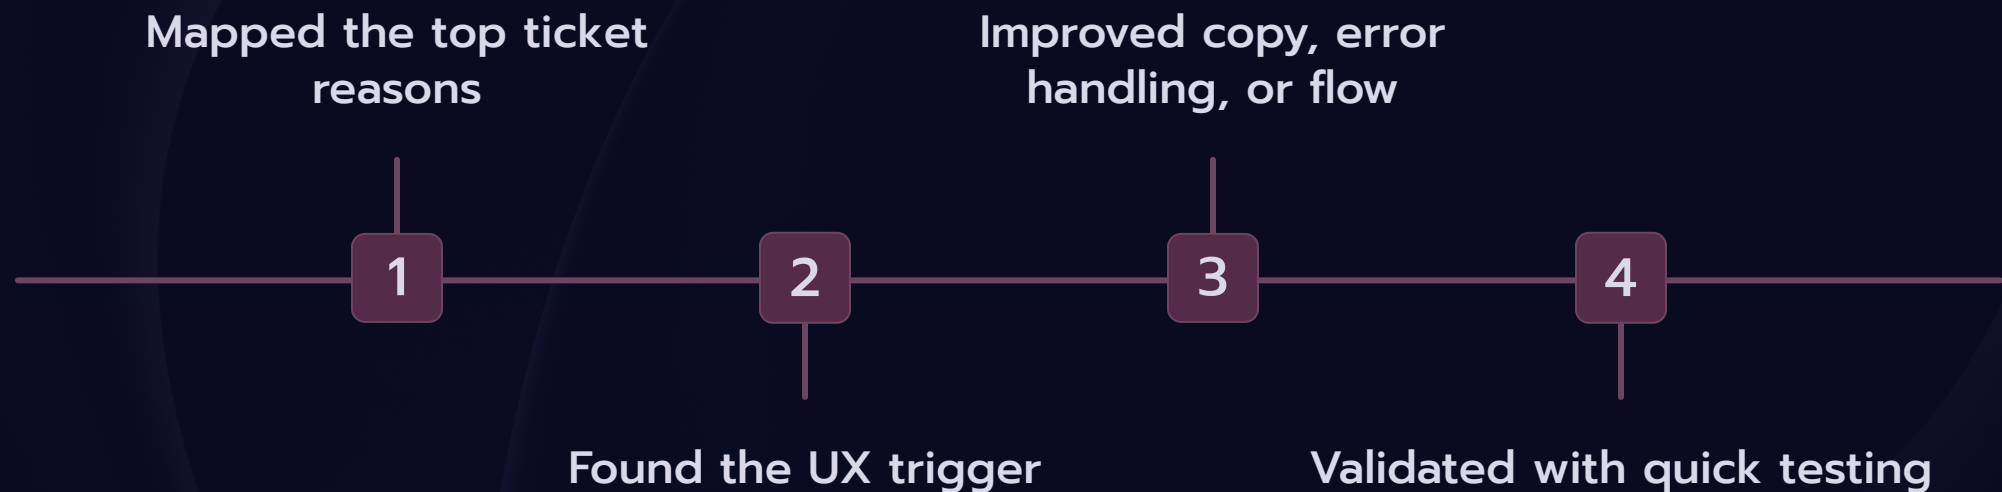 Mapped the top ticket
reasons
Improved copy, error
handling, or flow
1
2
3
4
Found the UX trigger
Validated with quick testing